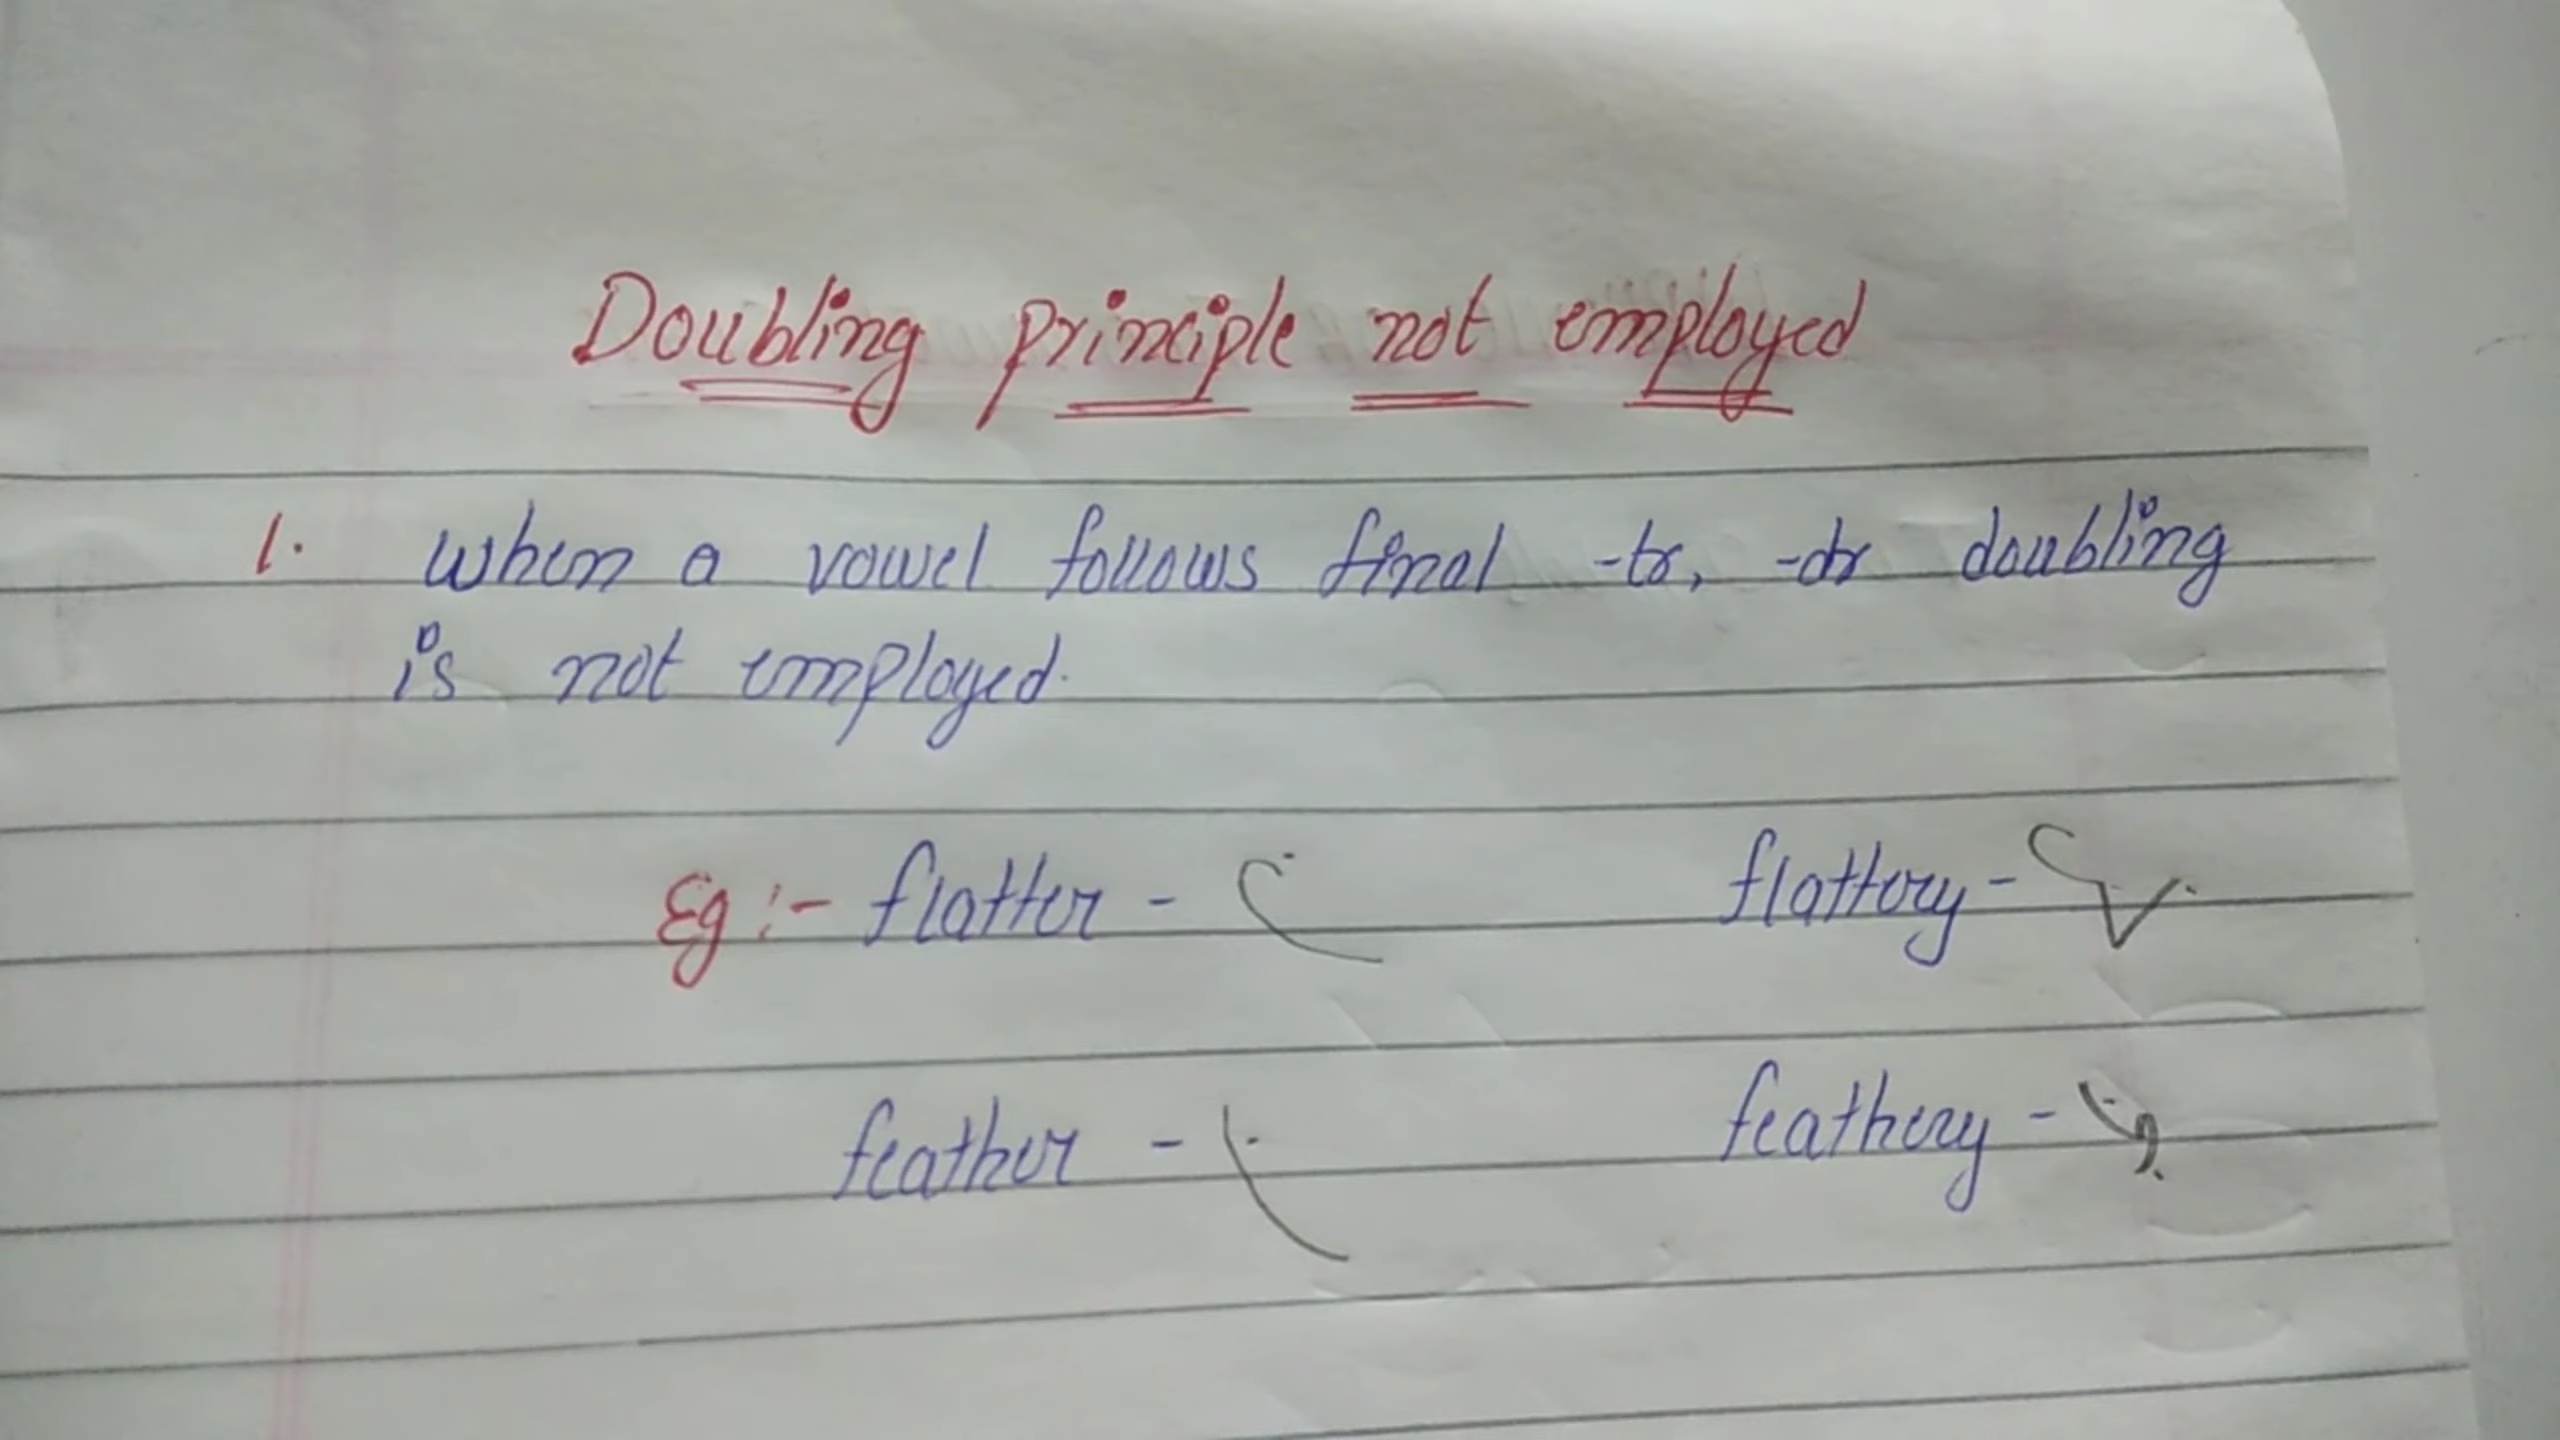 Doubling principle not employed
1. When a vowel follows final -tr, -dr doubling
is not employed.
Eg :- flatter - flattery -
feather - feathery -